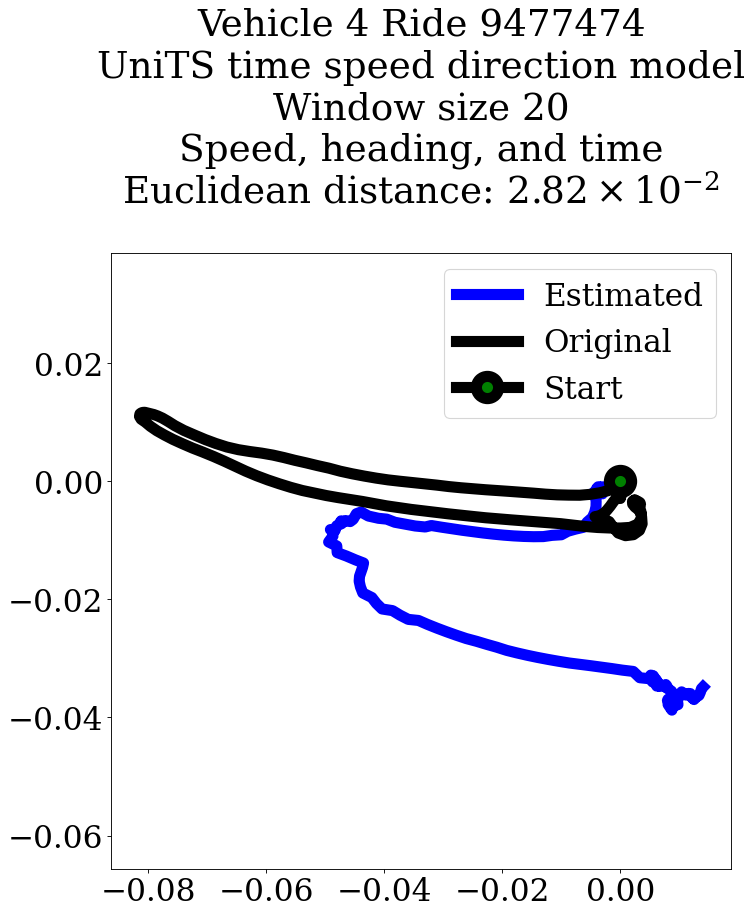 Vehicle 4 Ride 9477474
UniTS time speed direction model
Window size 20
Speed, heading, and time
Euclidean distance: $2.82 \times 10^{-2}$
Estimated
Original
Start
0.02
0.00
−0.02
−0.04
−0.06
−0.08 −0.06 −0.04 −0.02 0.00